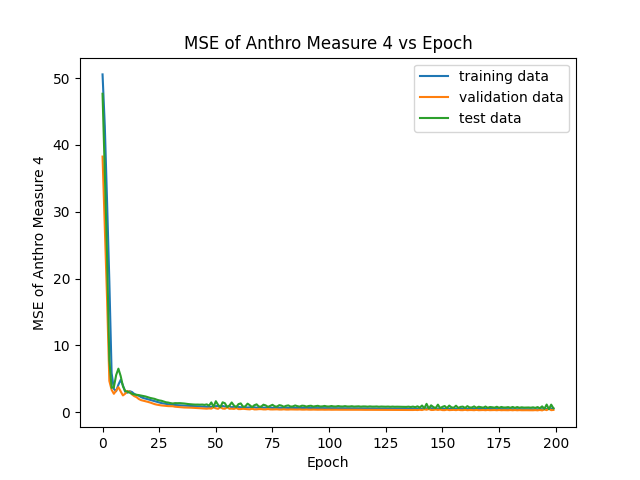 MSE of Anthro Measure 4 vs Epoch
training data
validation data
test data
MSE of Anthro Measure 4
50
40
30
20
10
0
0 25 50 75 100 125 150 175 200
Epoch